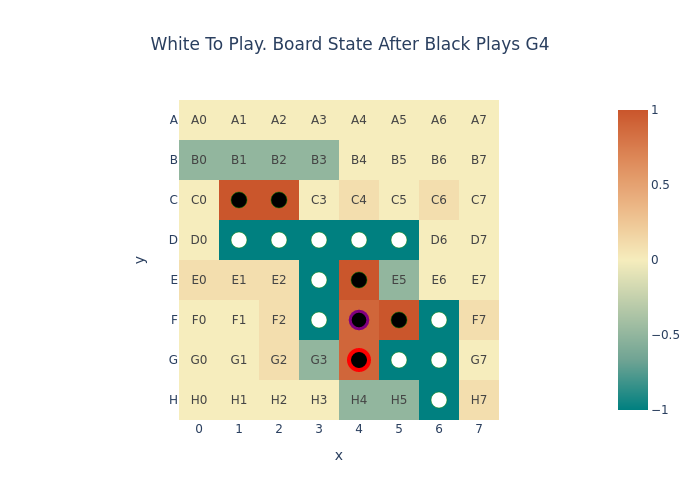 White To Play. Board State After Black Plays G4
A A0 A1 A2 A3 A4 A5 A6 A7
B B0 B1 B2 B3 B4 B5 B6 B7
C C0 C3 C4 C5 C6 C7
D D0 D6 D7
E E0 E1 E2 E5 E6 E7
F F0 F1 F2 F7
G G0 G1 G2 G3 G7
H H0 H1 H2 H3 H4 H5 H7
0 1 2 3 4 5 6 7
x
y
1
0.5
0
−0.5
−1